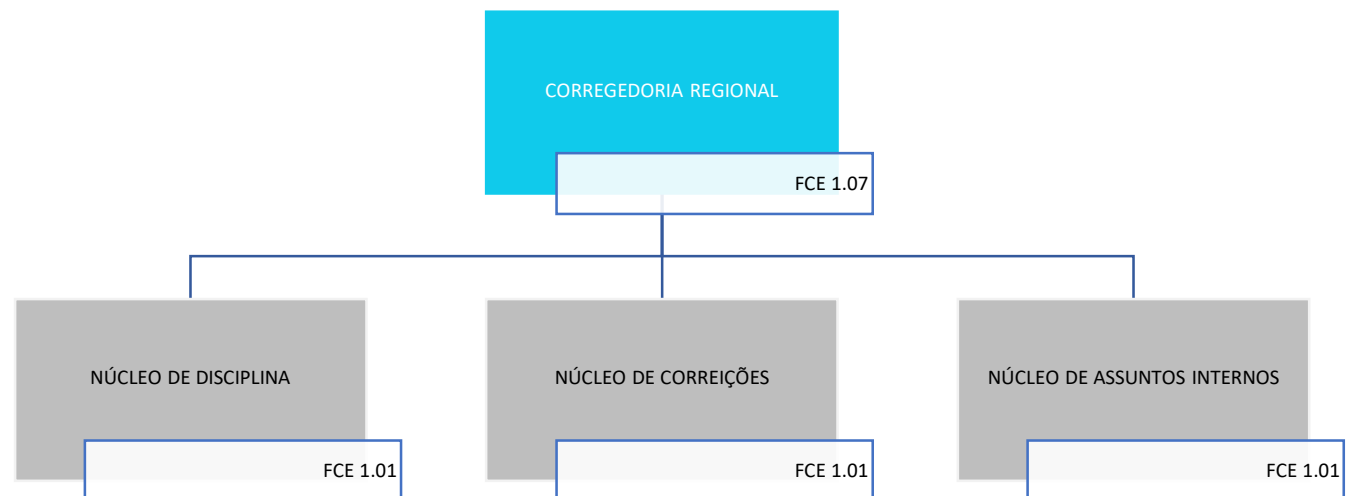 CORREGEDORIA REGIONAL
FCE 1.07
NÚCLEO DE DISCIPLINA
FCE 1.01
NÚCLEO DE CORREIÇÕES
FCE 1.01
NÚCLEO DE ASSUNTOS INTERNOS
FCE 1.01